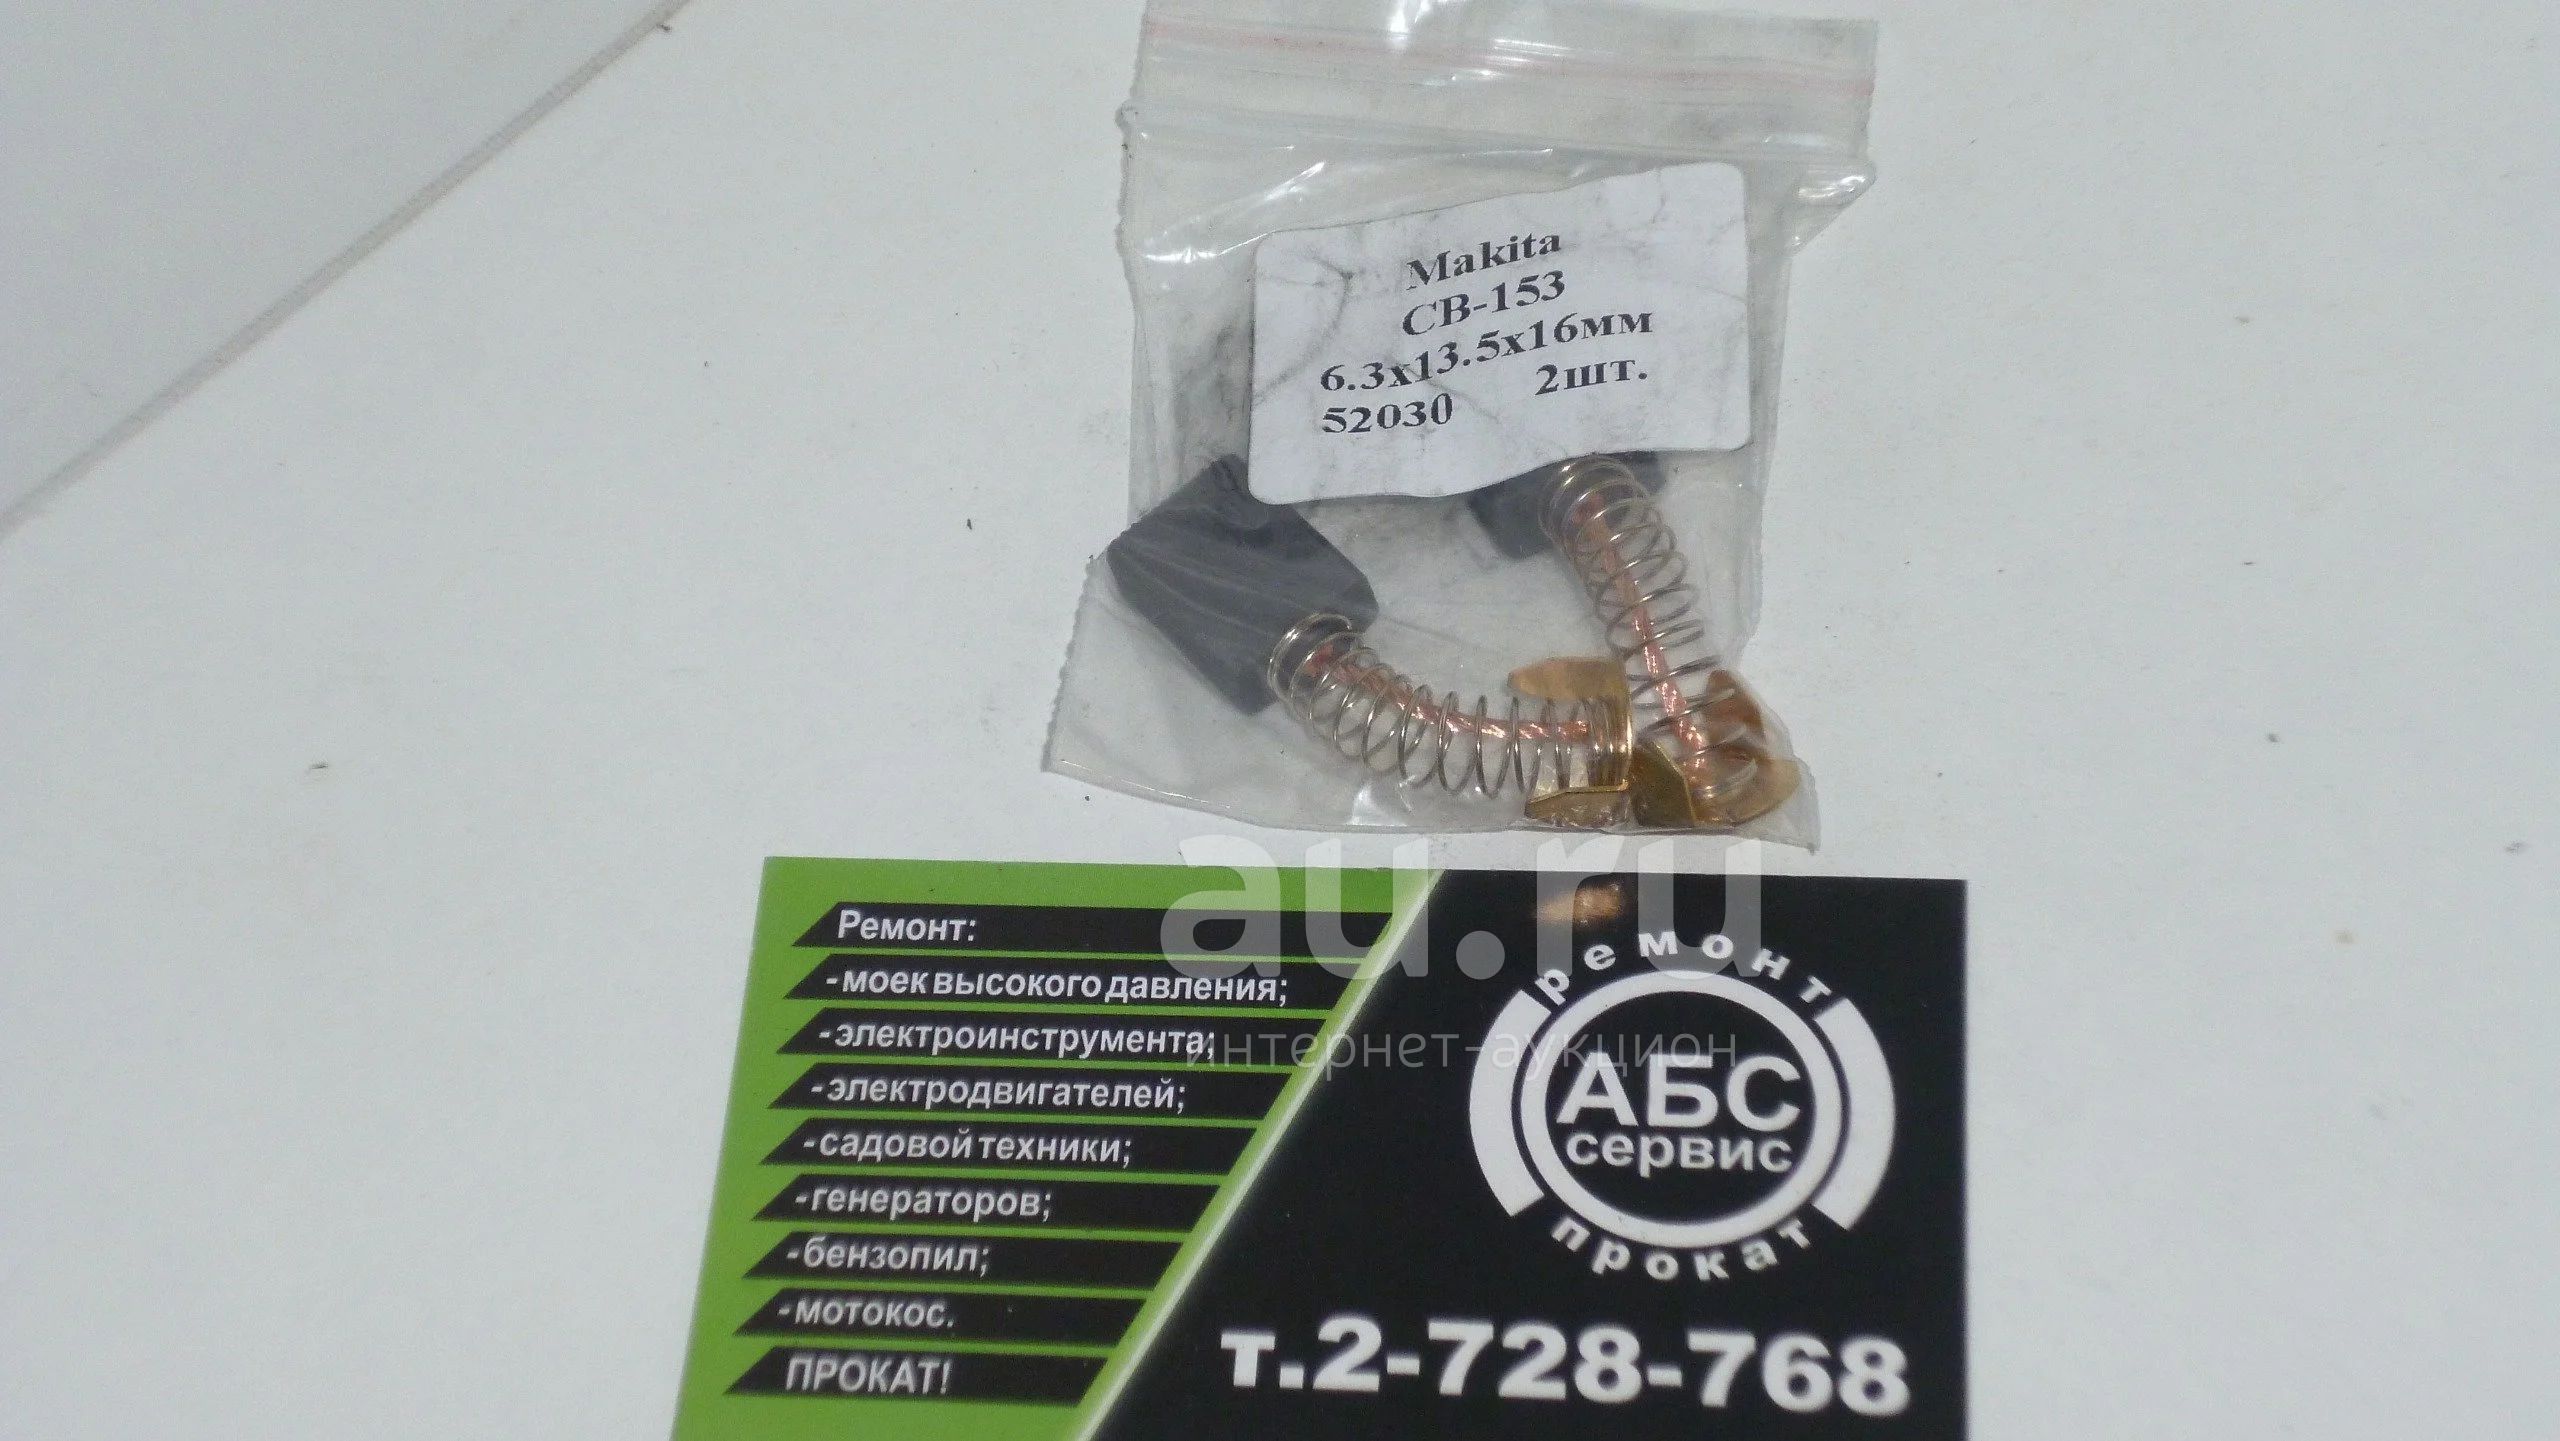 Makita
CB-153
6.3x13.5x16мм
52030 2шт.
au.ru
интернет-аукцион
Ремонт:
-моек высокого давления;
-электроинструмента;
-электродвигателей;
-садовой техники;
-генераторов;
-бензопил;
-мотокос.
ПРОКАТ!
ремонт
АБС
сервис
прокат
т.2-728-768